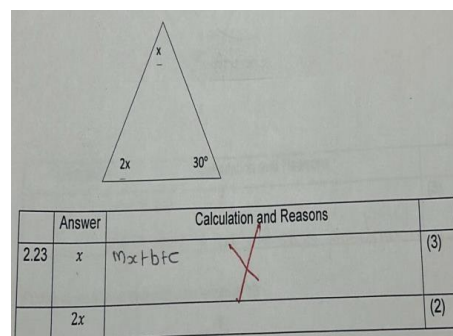 x
2x 30°
Answer Calculation and Reasons
2.23 x mx+b+c (3)
2x (2)